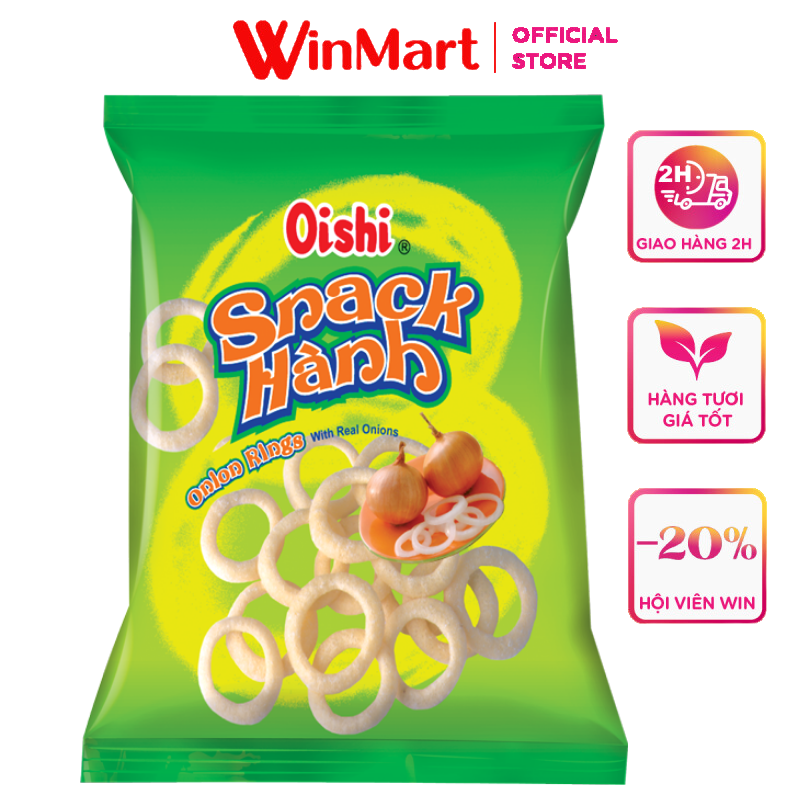 WinMart
OFFICIAL
STORE
Oishi ®
Snack
Hành
Onion Rings
With Real Onions
2H
GIAO HÀNG 2H
HÀNG TƯƠI
GIÁ TỐT
-20%
HỘI VIÊN WIN